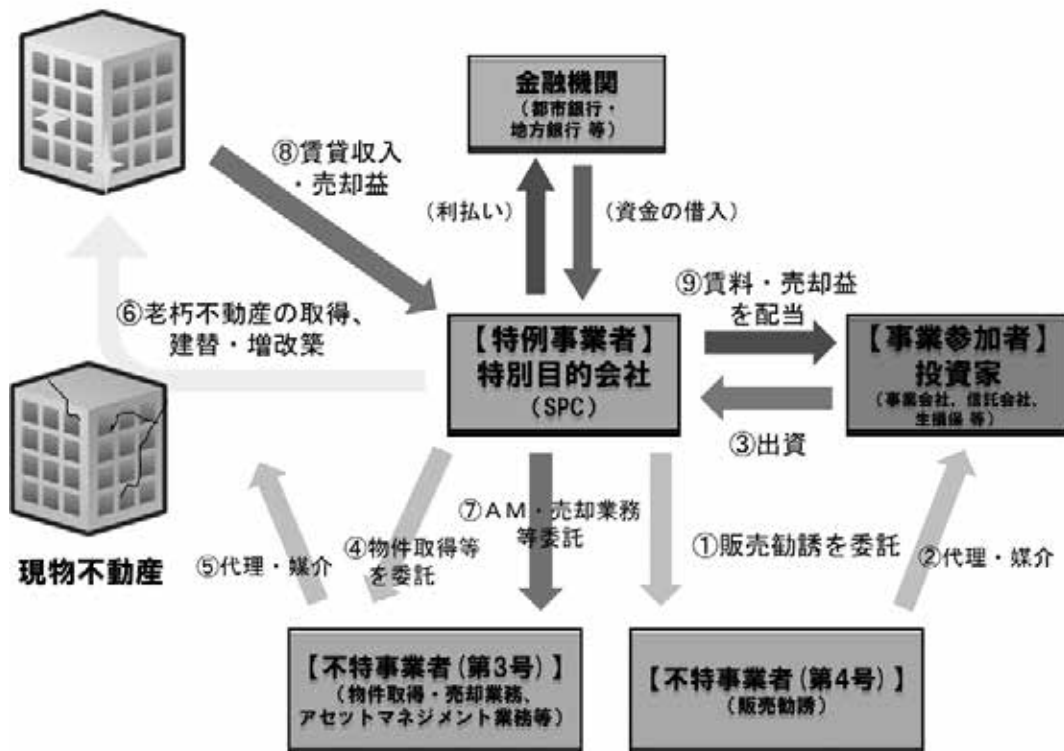 金融機関
（都市銀行・
地方銀行 等）
⑧賃貸収入
・売却益
（利払い）
（資金の借入）
⑨賃料・売却益
を配当
⑥老朽不動産の取得、
建替・増改築
【特例事業者】
特別目的会社
（SPC）
【事業参加者】
投資家
（事業会社、信託会社、
生損保 等）
③出資
現物不動産
⑤代理・媒介
④物件取得等
を委託
⑦AM・売却業務
等委託
①販売勧誘を委託
②代理・媒介
【不特事業者(第3号)】
（物件取得・売却業務、
アセットマネジメント業務等）
【不特事業者(第4号)】
（販売勧誘）